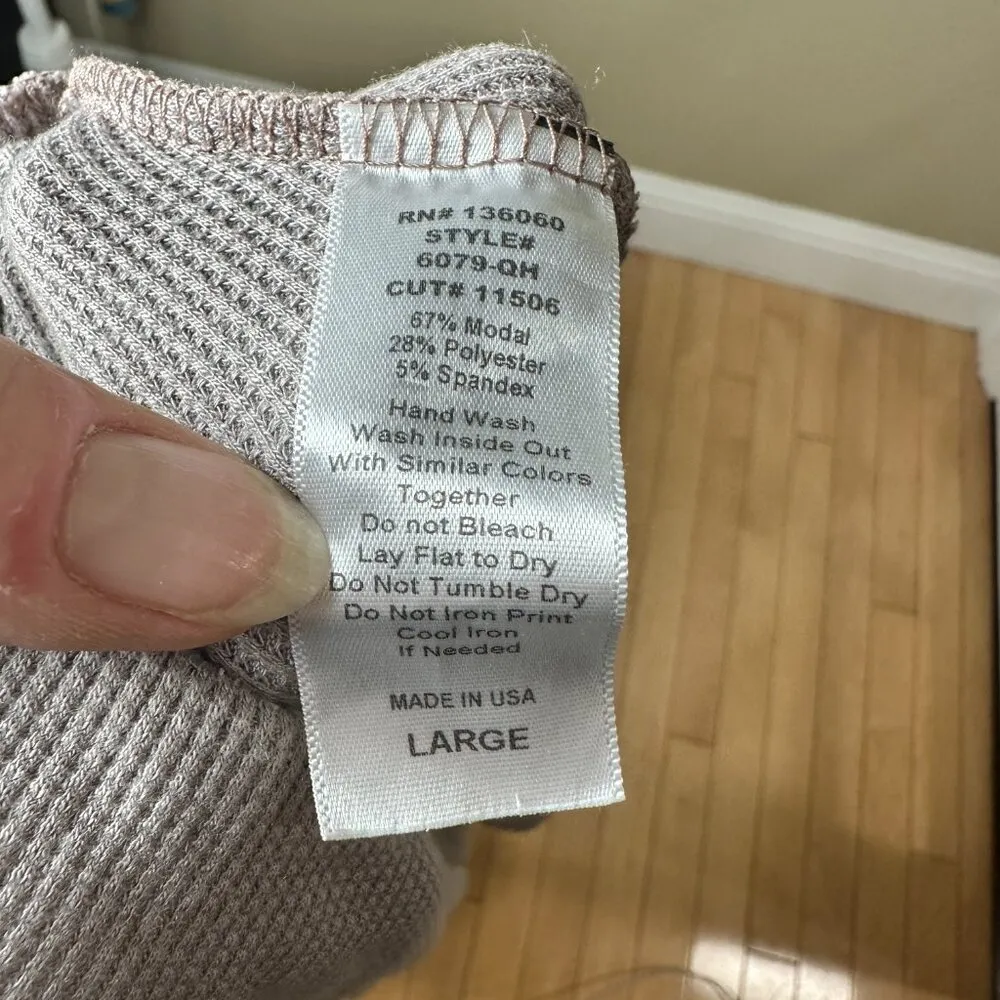 RN# 136060
STYLE#
6079-QH
CUT# 11506
67% Modal
28% Polyester
5% Spandex
Hand Wash
Wash Inside Out
With Similar Colors
Together
Do not Bleach
Lay Flat to Dry
Do Not Tumble Dry
Do Not Iron Print
Cool Iron
If Needed
MADE IN USA
LARGE